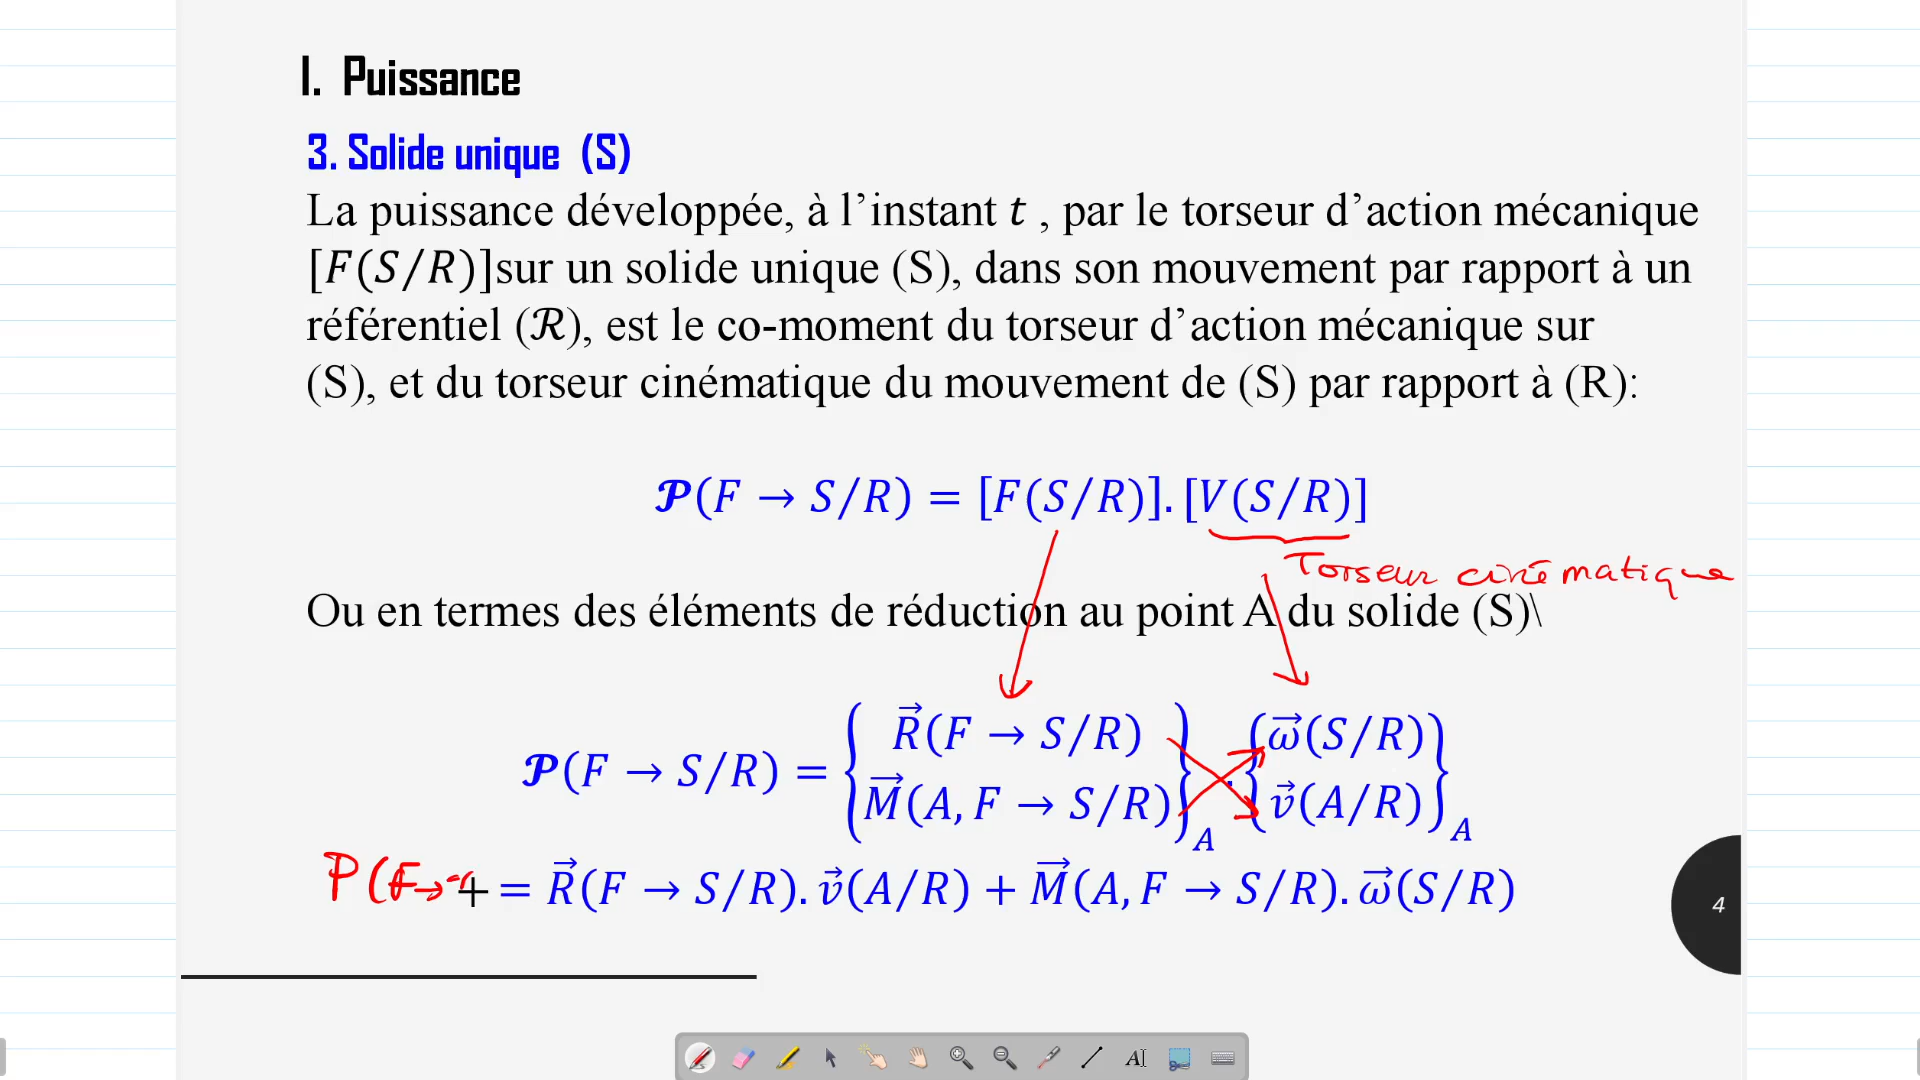 I. Puissance
3. Solide unique (S)
La puissance développée, à l'instant t , par le torseur d'action mécanique
[F(S/R)]sur un solide unique (S), dans son mouvement par rapport à un
référentiel (ℛ), est le co-moment du torseur d'action mécanique sur
(S), et du torseur cinématique du mouvement de (S) par rapport à (R):
𝓟(F → S/R) = [F(S/R)]. [V(S/R)]
Torseur cinématique
Ou en termes des éléments de réduction au point A du solide (S)\
𝓟(F → S/R) = { R⃗(F → S/R) M⃗(A, F → S/R) }A . { ω⃗(S/R) v⃗(A/R) }A
P(F→ = R⃗(F → S/R). v⃗(A/R) + M⃗(A, F → S/R). ω⃗(S/R)
4
AI